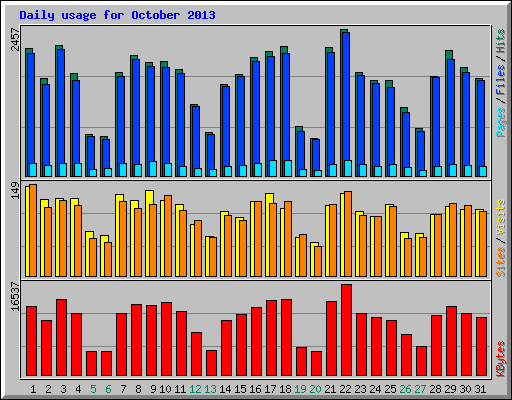 Daily usage for October 2013
2457
Pages / Files / Hits
149
Sites / Visits
16537
KBytes
1 2 3 4 5 6 7 8 9 10 11 12 13 14 15 16 17 18 19 20 21 22 23 24 25 26 27 28 29 30 31